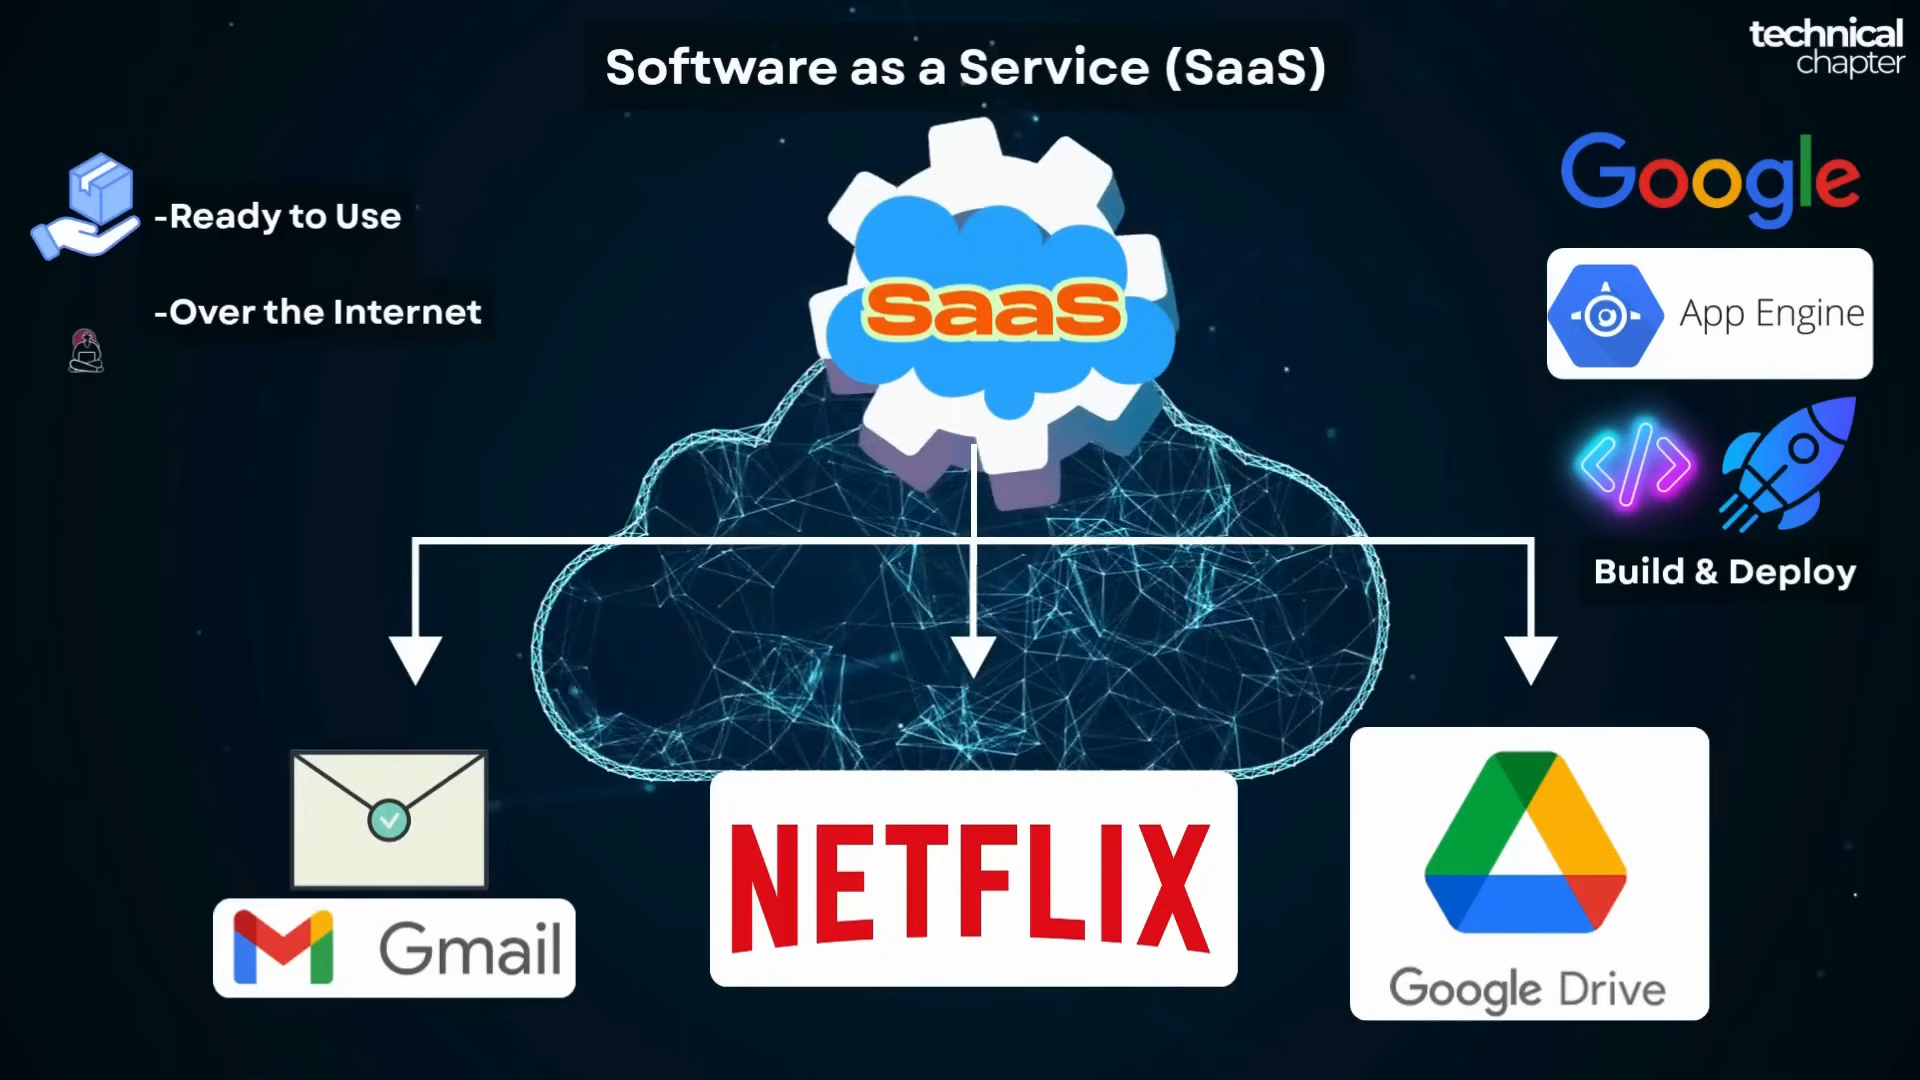 Software as a Service (SaaS)
technical
chapter
-Ready to Use
-Over the Internet
SaaS
Google
App Engine
</>
Build & Deploy
Gmail
NETFLIX
Google Drive